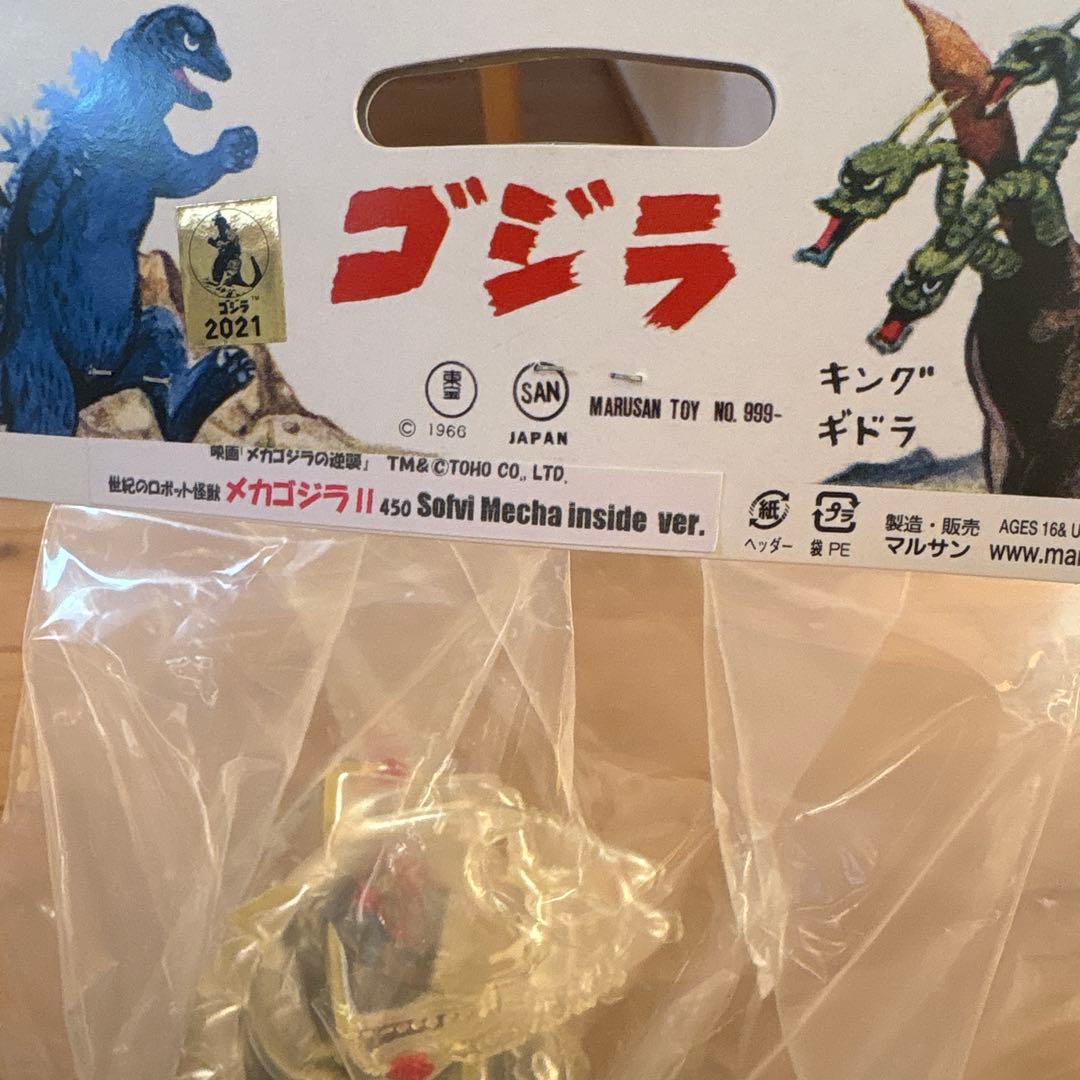 ゴジラ
ゴジラ
2021
東宝
SAN
© 1966
JAPAN
MARUSAN TOY NO. 999-
キング
ギドラ
映画「メカゴジラの逆襲」 TM&©TOHO CO., LTD.
世紀のロボット怪獣 メカゴジラII 450 Sofvi Mecha inside ver.
紙
ヘッダー
プラ
袋 PE
製造・販売
マルサン
AGES 16& U
www.mar